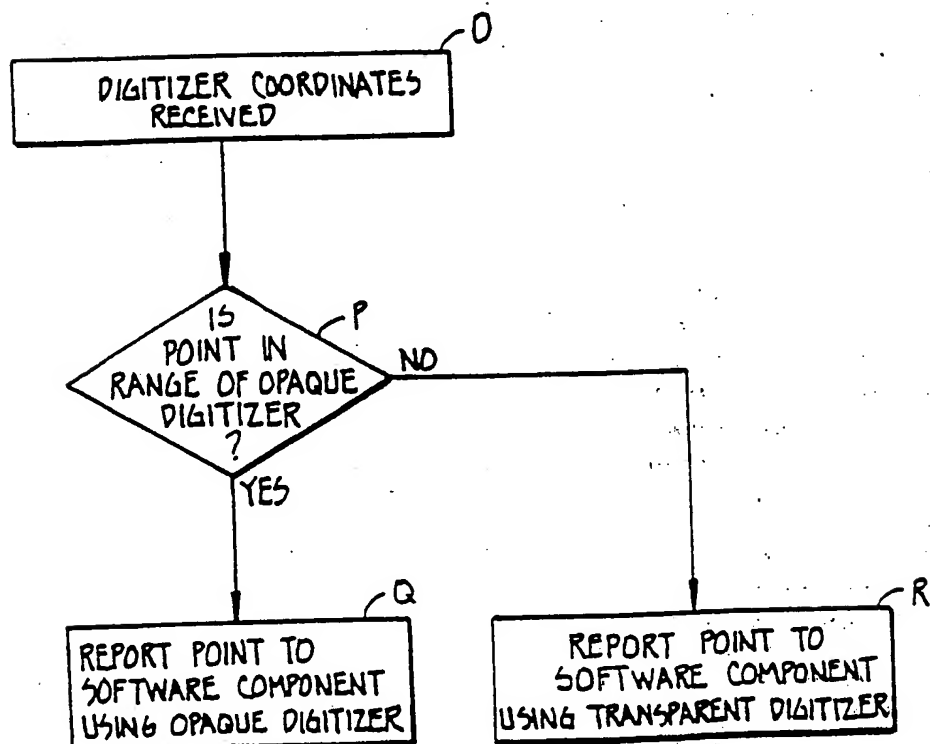 O
DIGITIZER COORDINATES
RECEIVED
P
IS
POINT IN
RANGE OF OPAQUE
DIGITIZER
?
NO
YES
Q
REPORT POINT TO
SOFTWARE COMPONENT
USING OPAQUE DIGITIZER
R
REPORT POINT TO
SOFTWARE COMPONENT
USING TRANSPARENT DIGITIZER